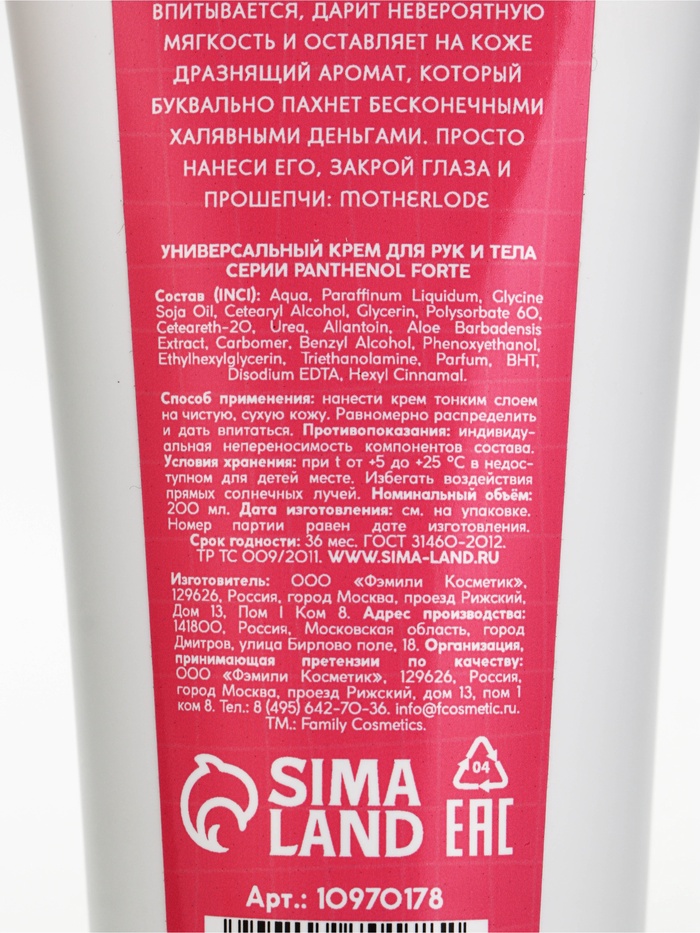 ВПИТЫВАЕТСЯ, ДАРИТ НЕВЕРОЯТНУЮ
МЯГКОСТЬ И ОСТАВЛЯЕТ НА КОЖЕ
ДРАЗНЯЩИЙ АРОМАТ, КОТОРЫЙ
БУКВАЛЬНО ПАХНЕТ БЕСКОНЕЧНЫМИ
ХАЛЯВНЫМИ ДЕНЬГАМИ. ПРОСТО
НАНЕСИ ЕГО, ЗАКРОЙ ГЛАЗА И
ПРОШЕПЧИ: MOTHERLODE
УНИВЕРСАЛЬНЫЙ КРЕМ ДЛЯ РУК И ТЕЛА
СЕРИИ PANTHENOL FORTE
Состав (INCI): Aqua, Paraffinum Liquidum, Glycine
Soja Oil, Cetearyl Alcohol, Glycerin, Polysorbate 60,
Ceteareth-20, Urea, Allantoin, Aloe Barbadensis
Extract, Carbomer, Benzyl Alcohol, Phenoxyethanol,
Ethylhexylglycerin, Triethanolamine, Parfum, BHT,
Disodium EDTA, Hexyl Cinnamal.
Способ применения: нанести крем тонким слоем
на чистую, сухую кожу. Равномерно распределить
и дать впитаться. Противопоказания: индивиду-
альная непереносимость компонентов состава.
Условия хранения: при t от +5 до +25 °C в недос-
тупном для детей месте. Избегать воздействия
прямых солнечных лучей. Номинальный объём:
200 мл. Дата изготовления: см. на упаковке.
Номер партии равен дате изготовления.
Срок годности: 36 мес. ГОСТ 31460-2012.
ТР ТС 009/2011. WWW.SIMA-LAND.RU
Изготовитель: ООО «Фэмили Косметик»,
129626, Россия, город Москва, проезд Рижский,
Дом 13, Пом I Ком 8. Адрес производства:
141800, Россия, Московская область, город
Дмитров, улица Бирлово поле, 18. Организация,
принимающая претензии по качеству:
ООО «Фэмили Косметик», 129626, Россия,
город Москва, проезд Рижский, дом 13, пом 1
ком 8. Тел.: 8 (495) 642-70-36. info@fcosmetic.ru.
TM.: Family Cosmetics.
SIMA
LAND
04
EAC
Арт.: 10970178